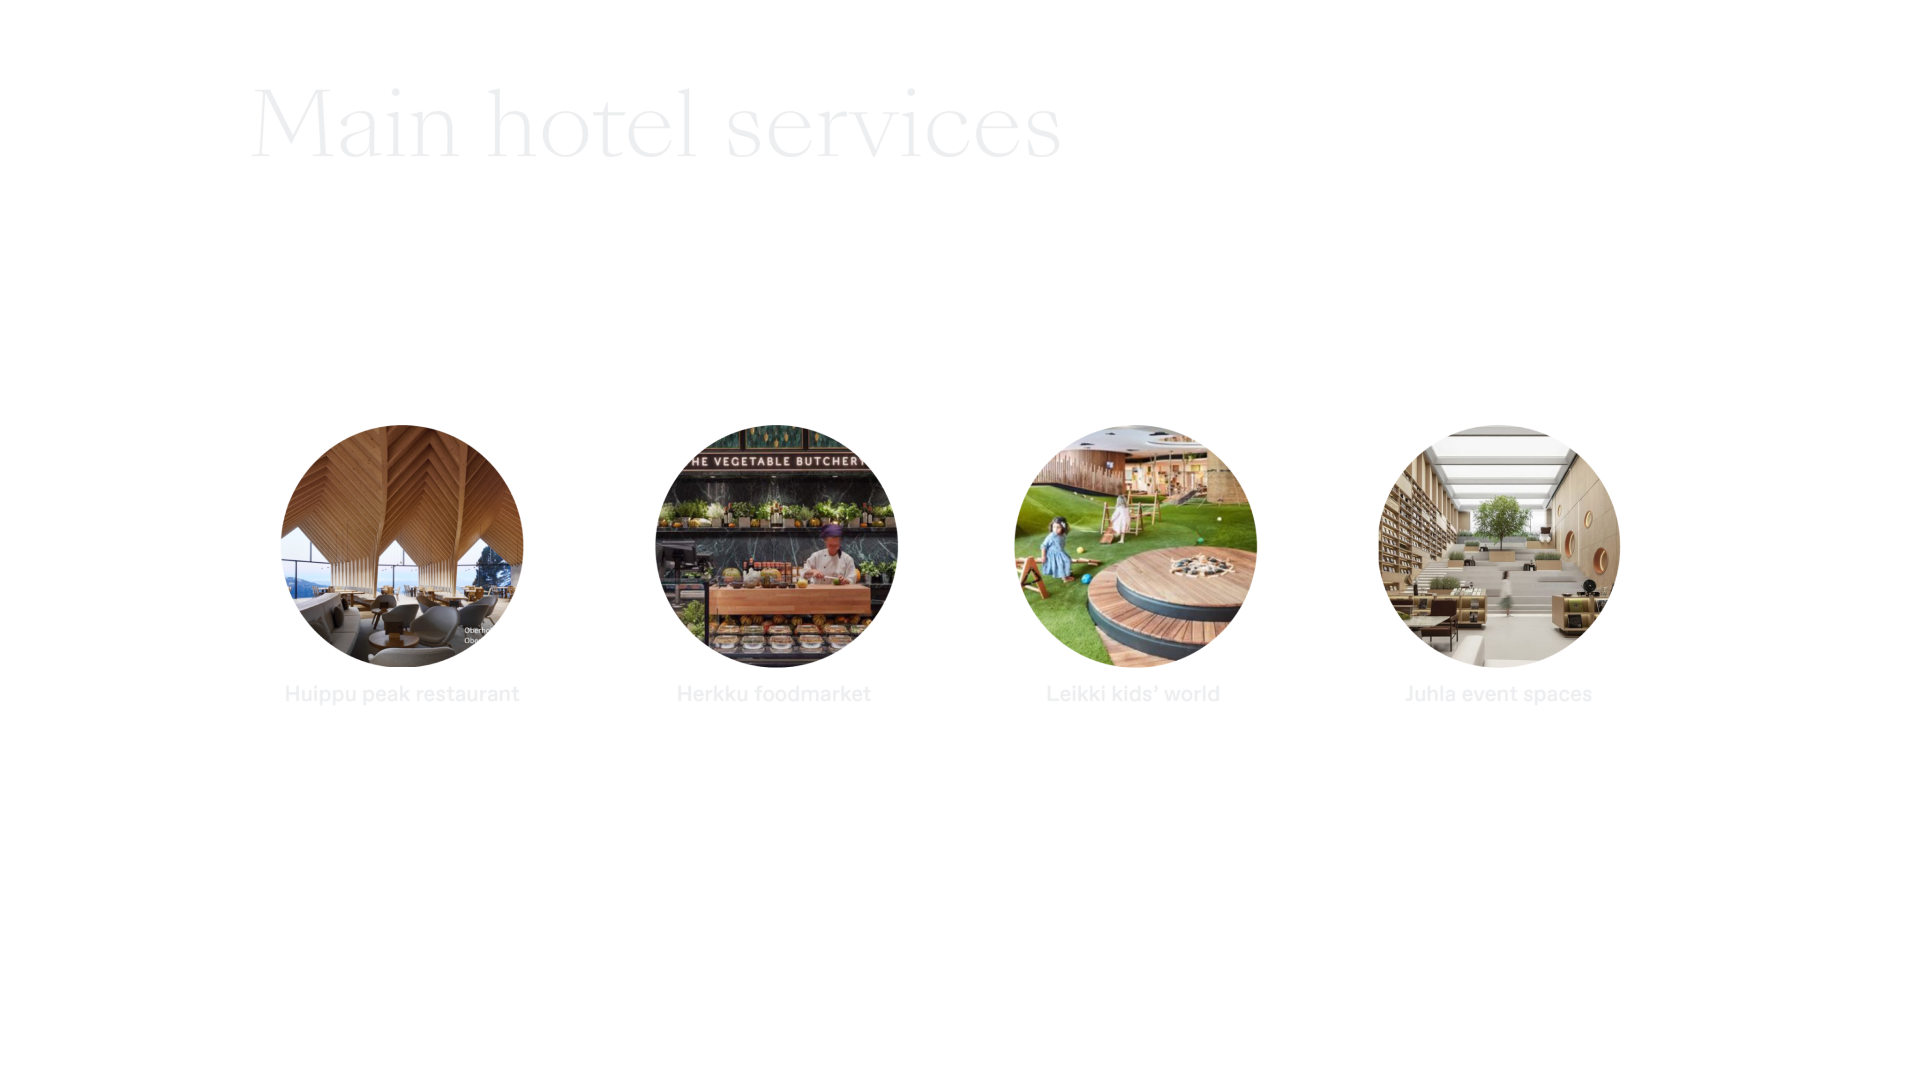 Main hotel services
HE VEGETABLE BUTCHER
Huippu peak restaurant
Herkku foodmarket
Leikki kids’ world
Juhla event spaces